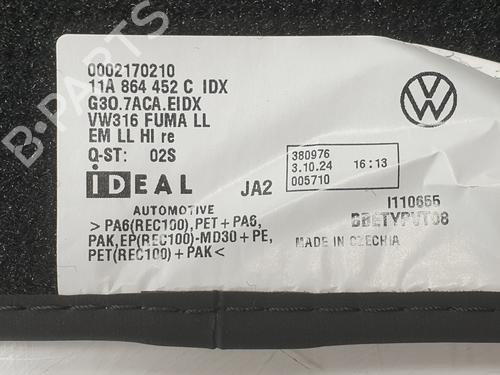 0002170210
11A 864 452 C IDX
G30.7ACA.EIDX
VW316 FUMA LL
EM LL HI re
Q-ST: 02S
IDEAL
AUTOMOTIVE
JA2
380976
3.10.24 16:13
005710
>PA6(REC100),PET+PA6,
PAK,EP(REC100)-MD30+PE,
PET(REC100)+PAK<
I110655
BBETYPVT08
MADE IN CZECHIA
B-PARTS